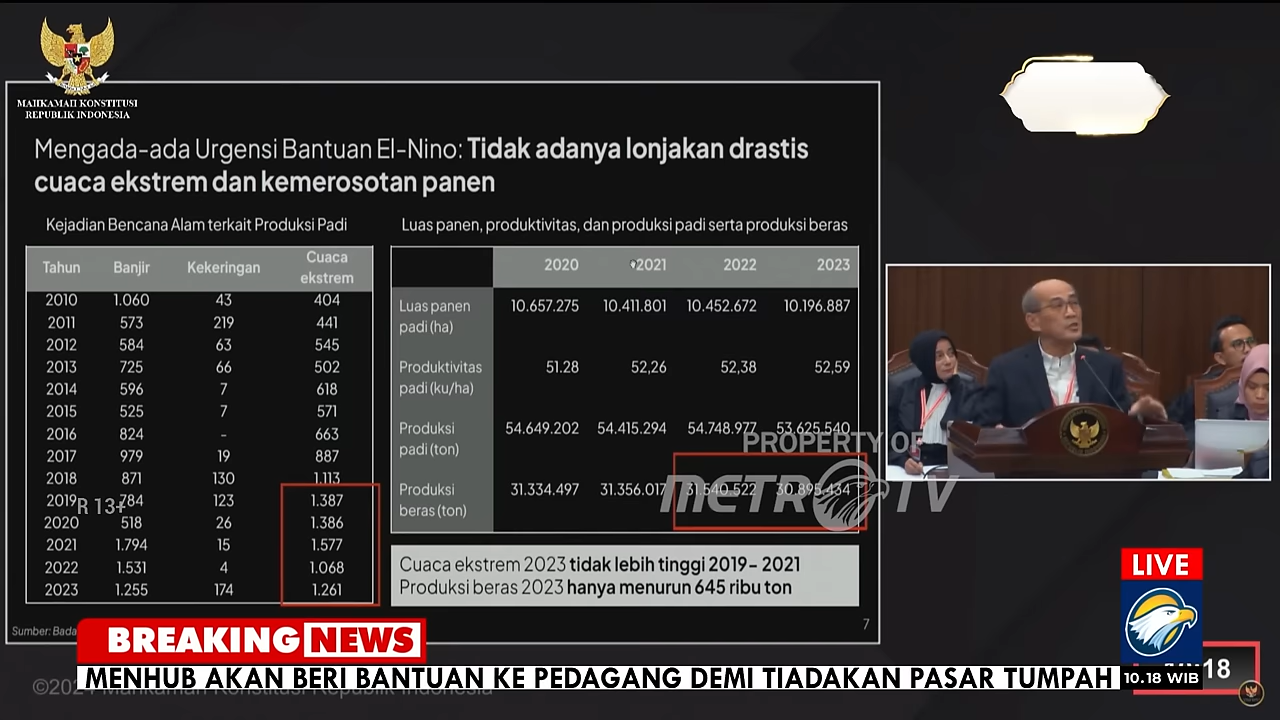 MAHKAMAH KONSTITUSI
REPUBLIK INDONESIA
Mengada-ada Urgensi Bantuan El-Nino: Tidak adanya lonjakan drastis
cuaca ekstrem dan kemerosotan panen
Kejadian Bencana Alam terkait Produksi Padi
Tahun Banjir Kekeringan Cuaca ekstrem
2010 1.060 43 404
2011 573 219 441
2012 584 63 545
2013 725 66 502
2014 596 7 618
2015 525 7 571
2016 824 - 663
2017 979 19 887
2018 871 130 1.113
2019 784 123 1.387
2020 518 26 1.386
2021 1.794 15 1.577
2022 1.531 4 1.068
2023 1.255 174 1.261
R 13+
Sumber: Bada
Luas panen, produktivitas, dan produksi padi serta produksi beras
2020 2021 2022 2023
Luas panen padi (ha) 10.657.275 10.411.801 10.452.672 10.196.887
Produktivitas padi (ku/ha) 51.28 52,26 52,38 52,59
Produksi padi (ton) 54.649.202 54.415.294 54.748.977 53.625.540
Produksi beras (ton) 31.334.497 31.356.017 31.540.522 30.895.434
PROPERTY OF
METRO TV
Cuaca ekstrem 2023 tidak lebih tinggi 2019 - 2021
Produksi beras 2023 hanya menurun 645 ribu ton
7
LIVE
BREAKING NEWS
MENHUB AKAN BERI BANTUAN KE PEDAGANG DEMI TIADAKAN PASAR TUMPAH
10.18 WIB
18
Mahkamah Konstitusi Republik Indonesia